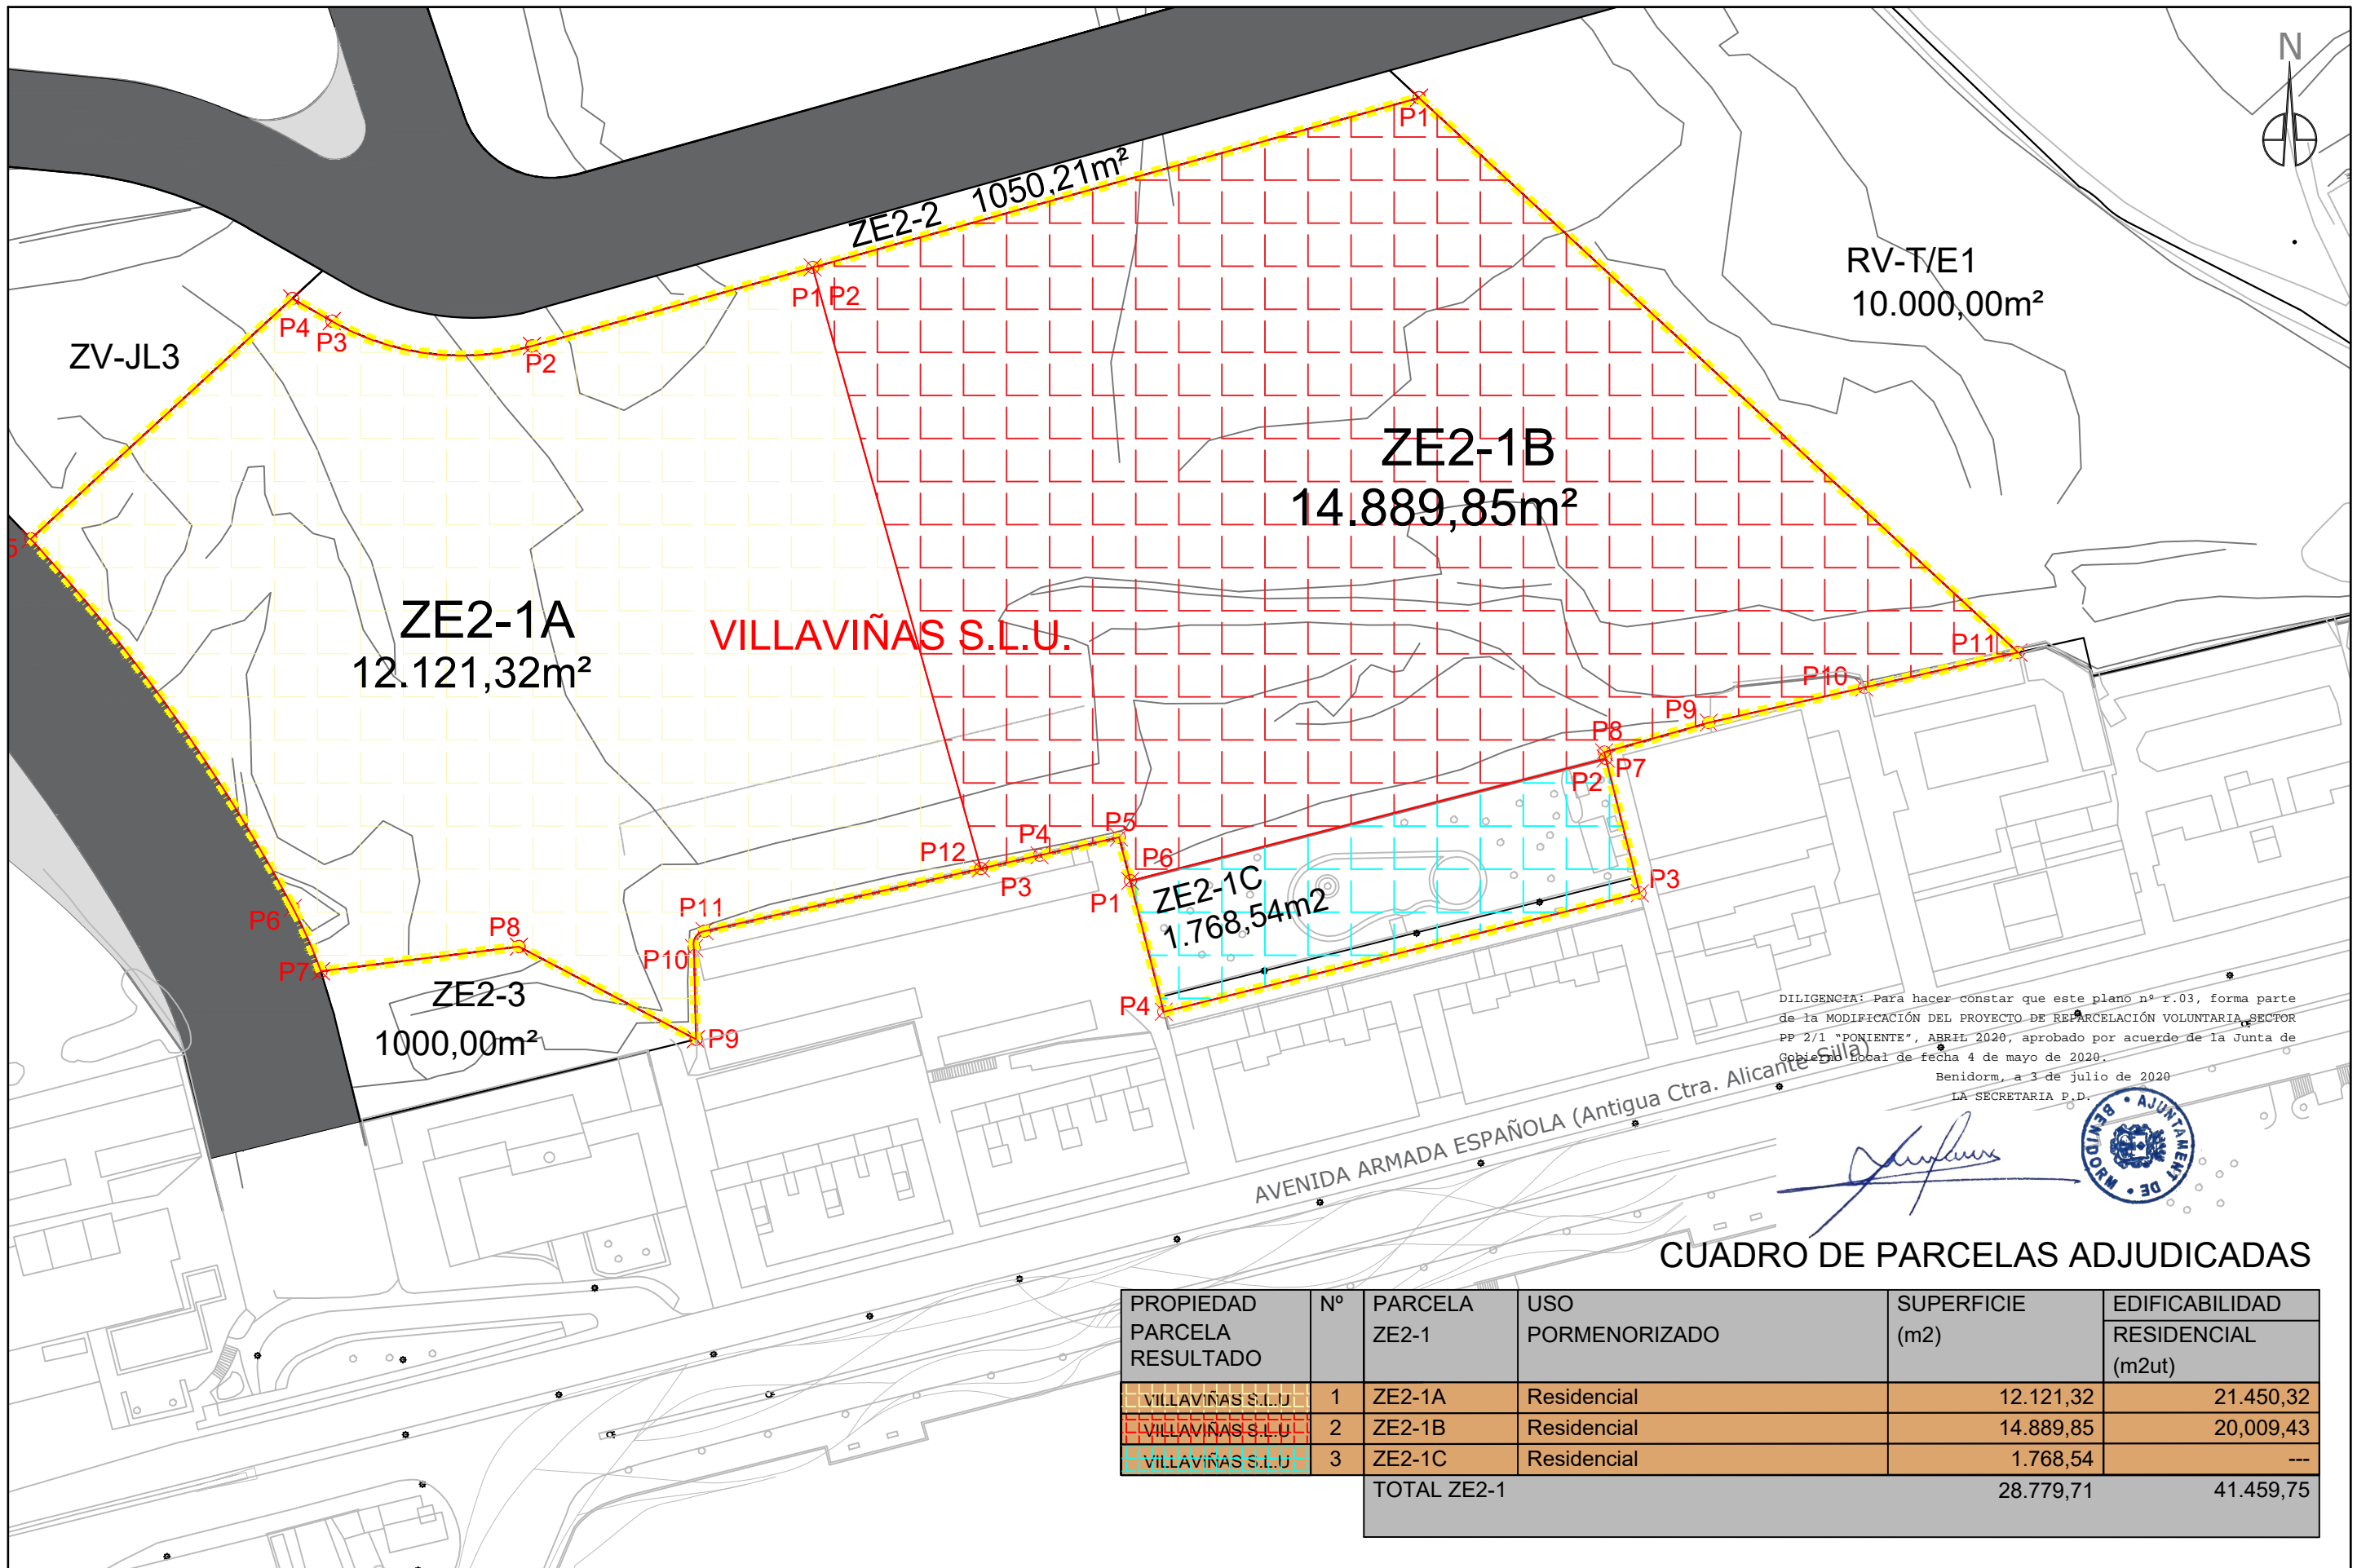 N
P1
1050,21m²
ZE2-2
RV-T/E1
10.000,00m²
P1 P2
P4
P3
P2
ZV-JL3
ZE2-1B
14.889,85m²
5
ZE2-1A
12.121,32m²
VILLAVIÑAS S.L.U.
P11
P10
P9
P8
P7
P2
P5
P4
P12
P3
P6
P1
ZE2-1C
1.768,54m2
P3
P4
P11
P10
P6
P8
P7
P9
ZE2-3
1000,00m²
DILIGENCIA: Para hacer constar que este plano nº r.03, forma parte
de la MODIFICACIÓN DEL PROYECTO DE REPARCELACIÓN VOLUNTARIA SECTOR
PP 2/1 "PONIENTE", ABRIL 2020, aprobado por acuerdo de la Junta de
Gobierno Local de fecha 4 de mayo de 2020.
Benidorm, a 3 de julio de 2020
LA SECRETARIA P.D.
AJUNTAMENT DE BENIDORM
AVENIDA ARMADA ESPAÑOLA (Antigua Ctra. Alicante-Silla)
CUADRO DE PARCELAS ADJUDICADAS
PROPIEDAD PARCELA RESULTADO Nº PARCELA ZE2-1 USO PORMENORIZADO SUPERFICIE (m2) EDIFICABILIDAD RESIDENCIAL (m2ut)
VILLAVIÑAS S.L.U 1 ZE2-1A Residencial 12.121,32 21.450,32
VILLAVIÑAS S.L.U 2 ZE2-1B Residencial 14.889,85 20,009,43
VILLAVIÑAS S.L.U 3 ZE2-1C Residencial 1.768,54 ---
TOTAL ZE2-1 28.779,71 41.459,75